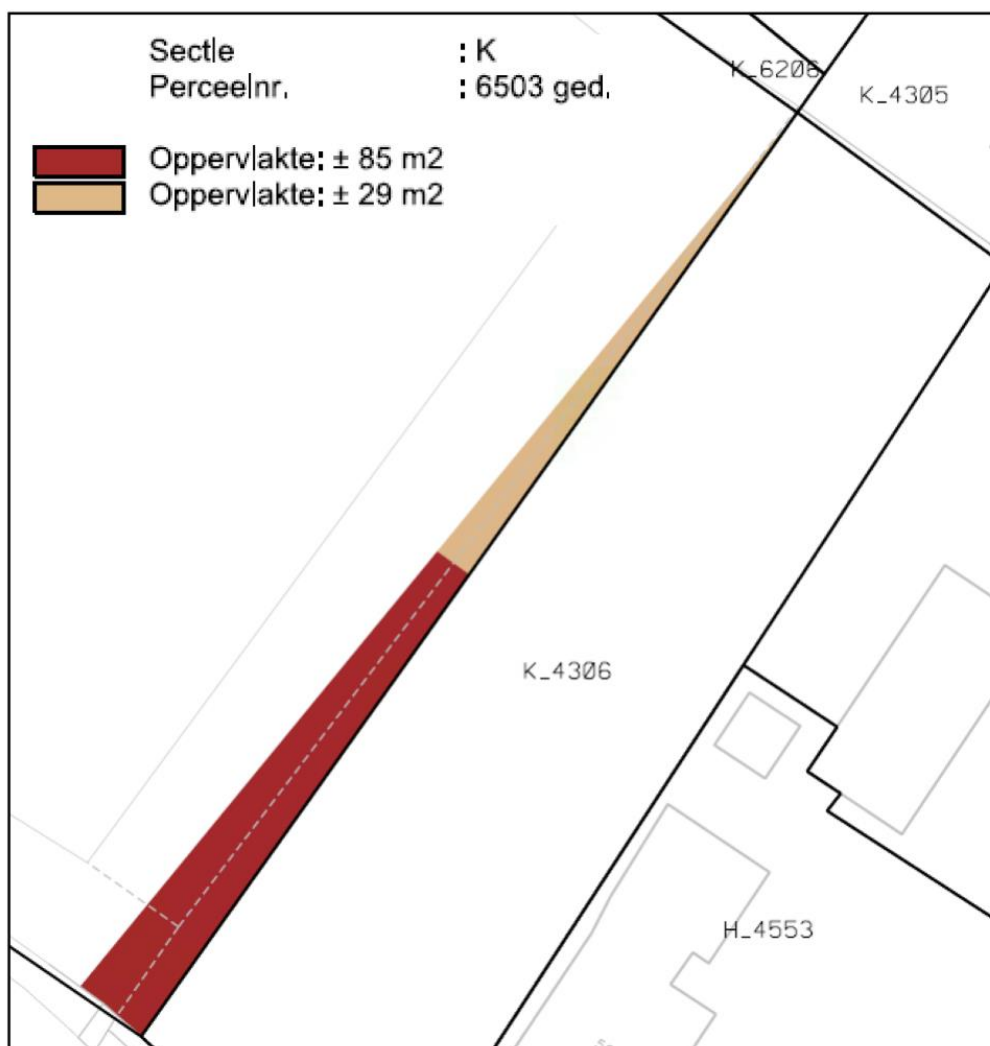 Sectie : K
Perceelnr. : 6503 ged.
Oppervlakte: ± 85 m2
Oppervlakte: ± 29 m2
K_6206
K_4305
K_4306
H_4553